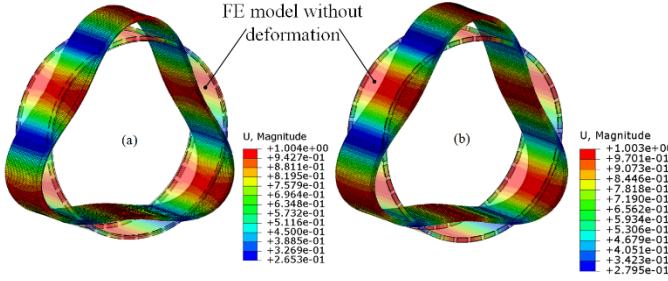 FE model without
deformation
(a)
(b)
U, Magnitude
+1.004e+00
+9.427e-01
+8.811e-01
+8.195e-01
+7.579e-01
+6.964e-01
+6.348e-01
+5.732e-01
+5.116e-01
+4.500e-01
+3.885e-01
+3.269e-01
+2.653e-01
U, Magnitude
+1.003e+00
+9.701e-01
+9.073e-01
+8.446e-01
+7.818e-01
+7.190e-01
+6.562e-01
+5.934e-01
+5.306e-01
+4.679e-01
+4.051e-01
+3.423e-01
+2.795e-01